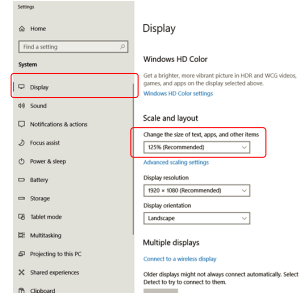 Settings
Home
Find a setting
System
Display
Sound
Notifications & actions
Focus assist
Power & sleep
Battery
Storage
Tablet mode
Multitasking
Projecting to this PC
Shared experiences
Clipboard
Display
Windows HD Color
Get a brighter, more vibrant picture in HDR and WCG videos,
games, and apps on the display selected above.
Windows HD Color settings
Scale and layout
Change the size of text, apps, and other items
125% (Recommended)
Advanced scaling settings
Display resolution
1920 × 1080 (Recommended)
Display orientation
Landscape
Multiple displays
Connect to a wireless display
Older displays might not always connect automatically. Select
Detect to try to connect to them.